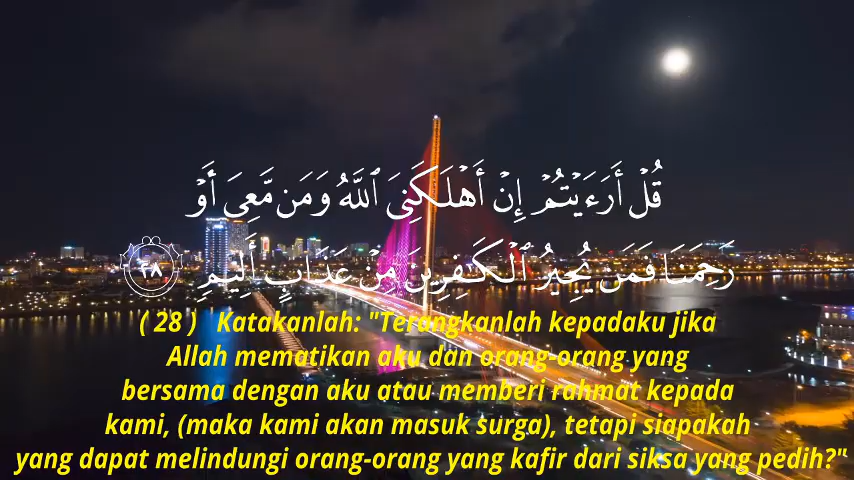 قُلْ أَرَءَيْتُمْ إِنْ أَهْلَكَنِىَ ٱللَّهُ وَمَن مَّعِىَ أَوْ
رَحِمَنَا فَمَن يُجِيرُ ٱلْكَـٰفِرِينَ مِنْ عَذَابٍ أَلِيمٍ ٢٨
( 28 ) Katakanlah: "Terangkanlah kepadaku jika
Allah mematikan aku dan orang-orang yang
bersama dengan aku atau memberi rahmat kepada
kami, (maka kami akan masuk surga), tetapi siapakah
yang dapat melindungi orang-orang yang kafir dari siksa yang pedih?"